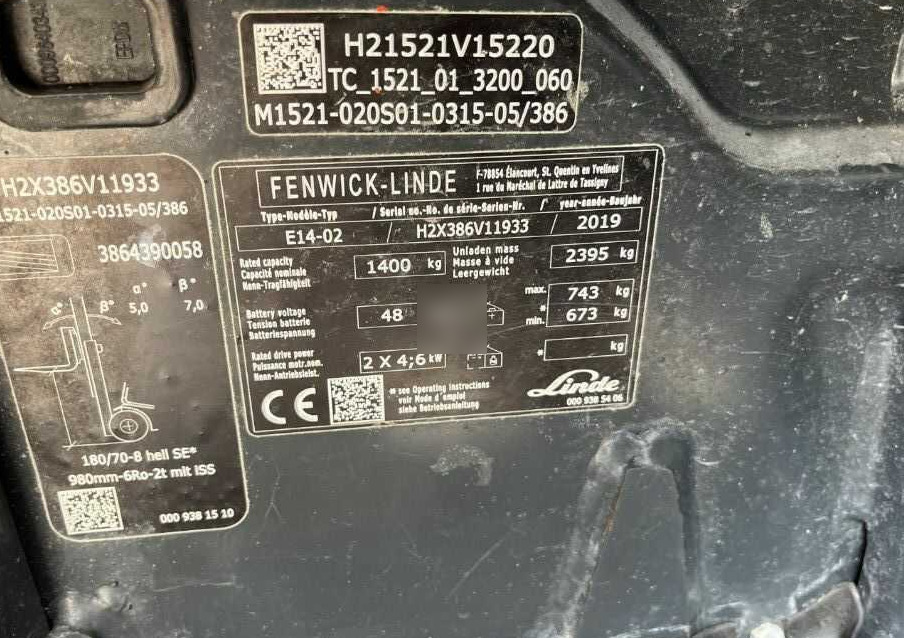 H21521V15220
TC_1521_01_3200_060
M1521-020S01-0315-05/386
H2X386V11933
1521-020S01-0315-05/386
3864390058
α° β°
5,0 7,0
α° β°
180/70-8 hell SE*
980mm-6Ro-2t mit ISS
000 938 15 10
FENWICK-LINDE
F-78854 Élancourt, St. Quentin en Yvelines
1 rue du Maréchal de Lattre de Tassigny
Type-Modèle-Typ / Serial no.-No. de série-Serien-Nr. / year-année-Baujahr
E14-02 / H2X386V11933 / 2019
Rated capacity
Capacité nominale
Nenn-Tragfähigkeit
1400 kg
Unladen mass
Masse à vide
Leergewicht
2395 kg
Battery voltage
Tension batterie
Batteriespannung
48
max. 743 kg
*
min. 673 kg
Rated drive power
Puissance motr.nom.
Nenn-Antriebsleist.
2 X 4;6 kW
* kg
CE
* see Operating instructions
voir Mode d'emploi
siehe Betriebsanleitung
Linde
000 938 54 06